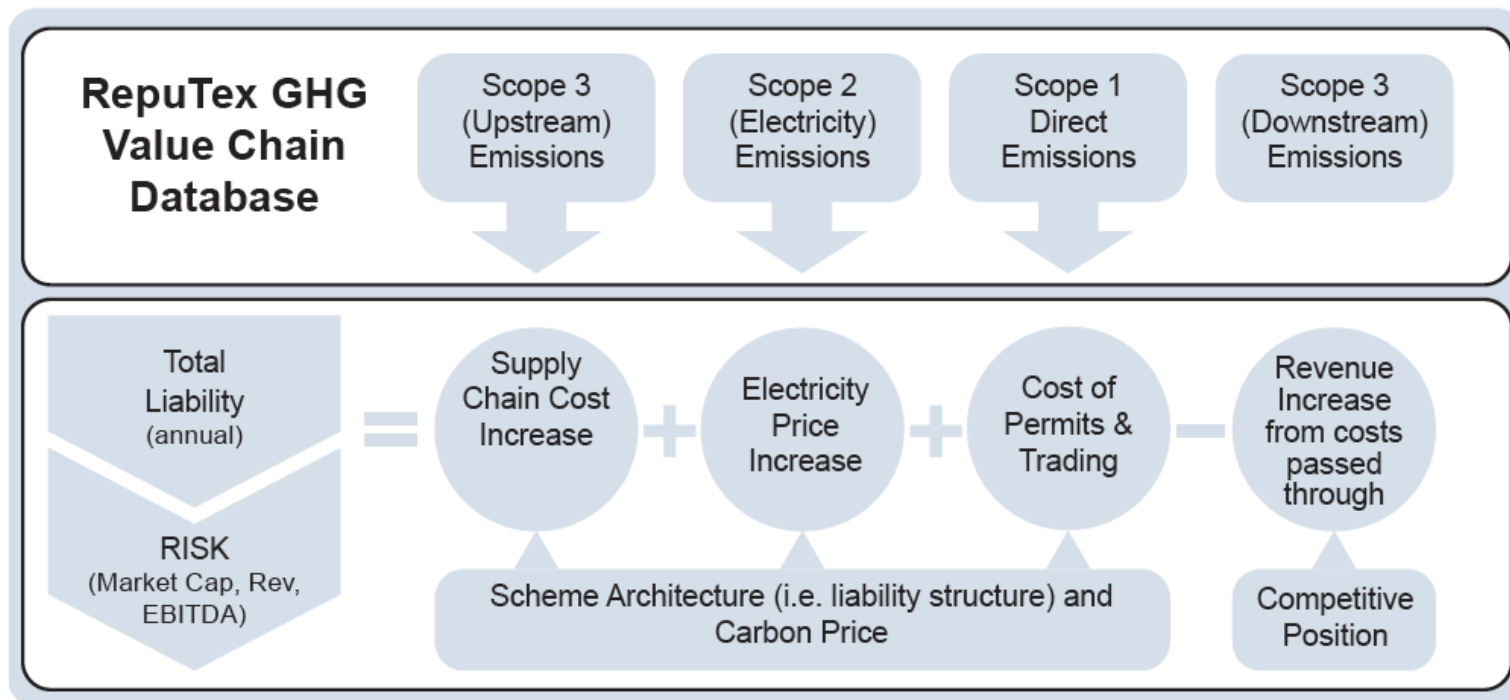 RepuTex GHG
Value Chain
Database
Scope 3
(Upstream)
Emissions
Scope 2
(Electricity)
Emissions
Scope 1
Direct
Emissions
Scope 3
(Downstream)
Emissions
Total
Liability
(annual)
RISK
(Market Cap, Rev,
EBITDA)
=
Supply
Chain Cost
Increase
+
Electricity
Price
Increase
+
Cost of
Permits &
Trading
−
Revenue
Increase
from costs
passed
through
Scheme Architecture (i.e. liability structure) and
Carbon Price
Competitive
Position